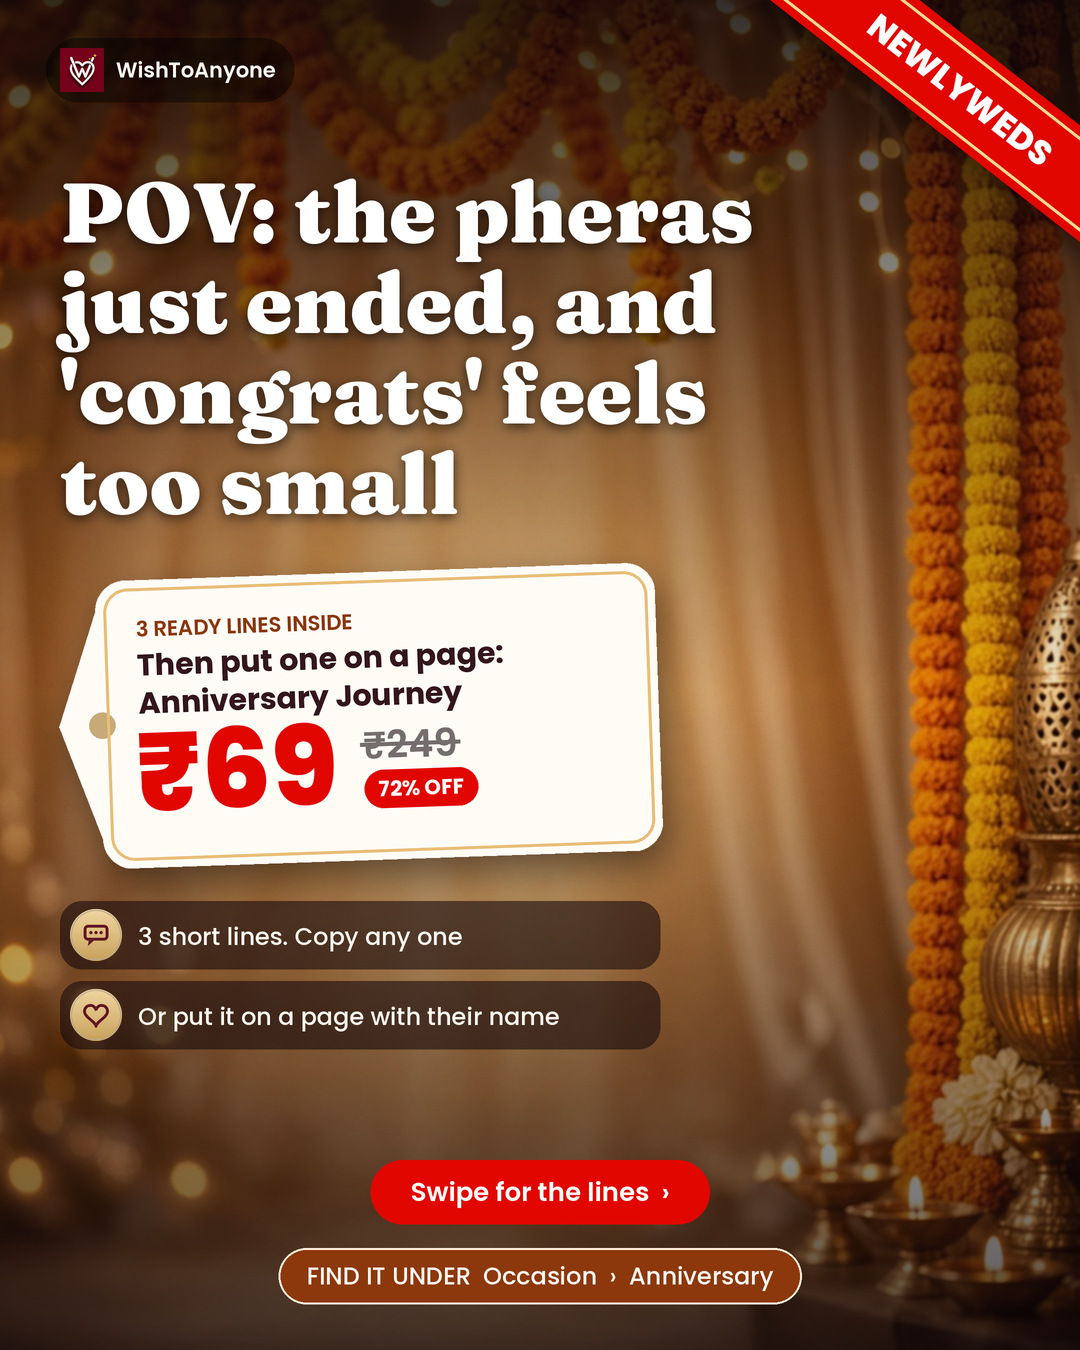 WishToAnyone
NEWLYWEDS
POV: the pheras
just ended, and
'congrats' feels
too small
3 READY LINES INSIDE
Then put one on a page:
Anniversary Journey
₹69 ₹249
72% OFF
3 short lines. Copy any one
Or put it on a page with their name
Swipe for the lines ›
FIND IT UNDER Occasion › Anniversary